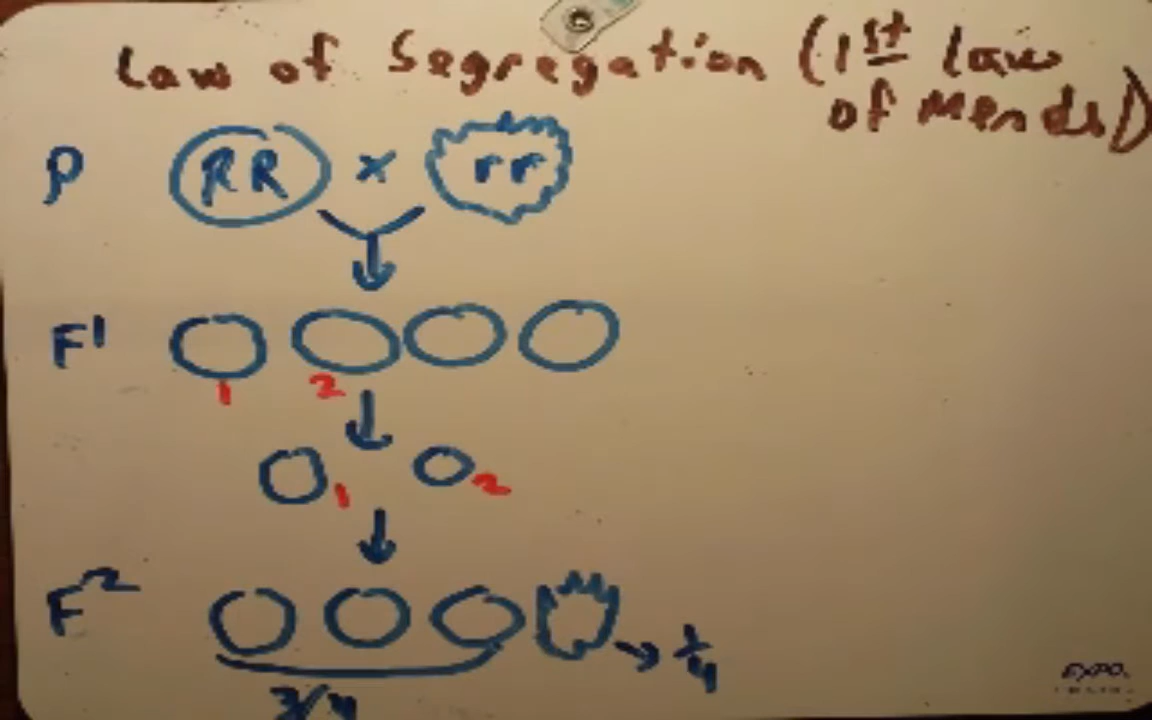 Law of Segregation (1st law
of Mendel)
P RR x rr
F1
1 2
1 2
F2
→ 1/4
3/4
EXPO